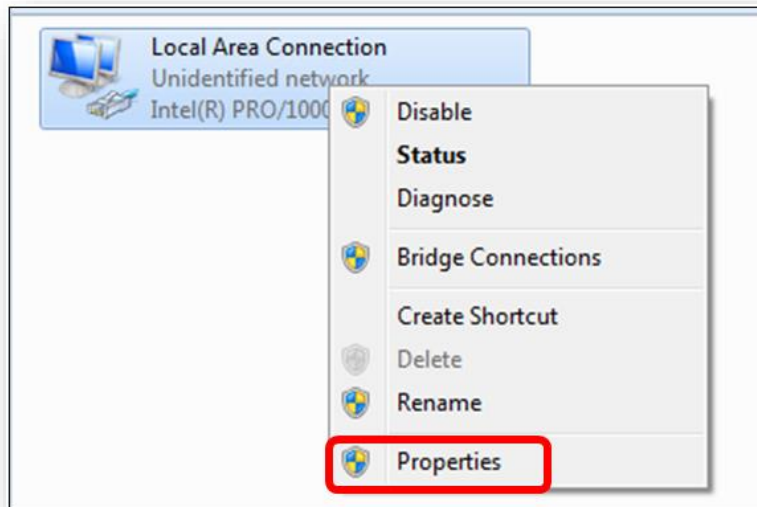 Local Area Connection
Unidentified network
Intel(R) PRO/1000
Disable
Status
Diagnose
Bridge Connections
Create Shortcut
Delete
Rename
Properties